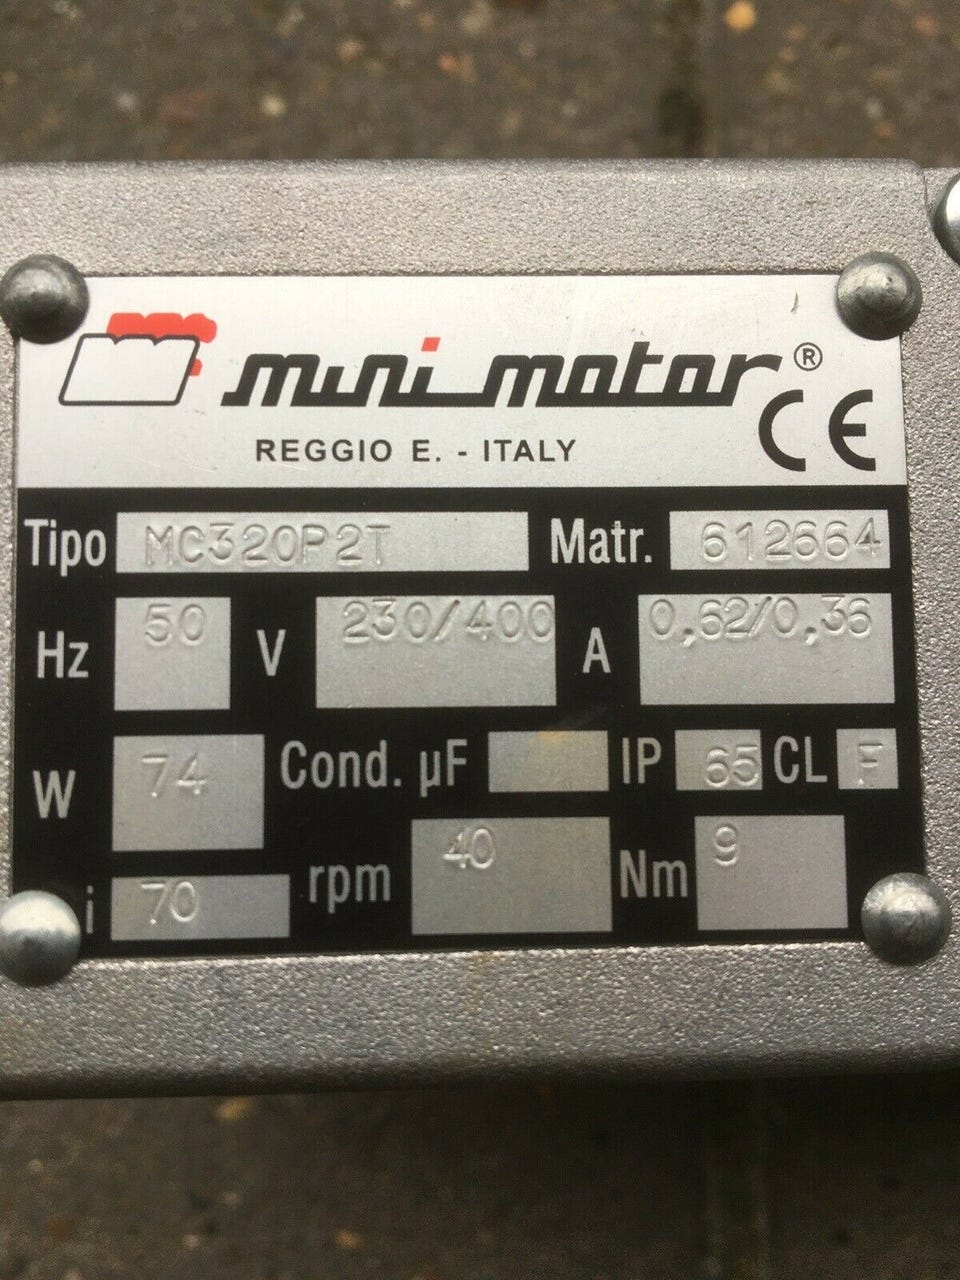 mini motor®
REGGIO E. - ITALY CE
Tipo MC320P2T Matr. 612664
Hz 50 V 230/400 A 0,62/0,36
W 74 Cond. µF IP 65 CL F
i 70 rpm 40 Nm 9